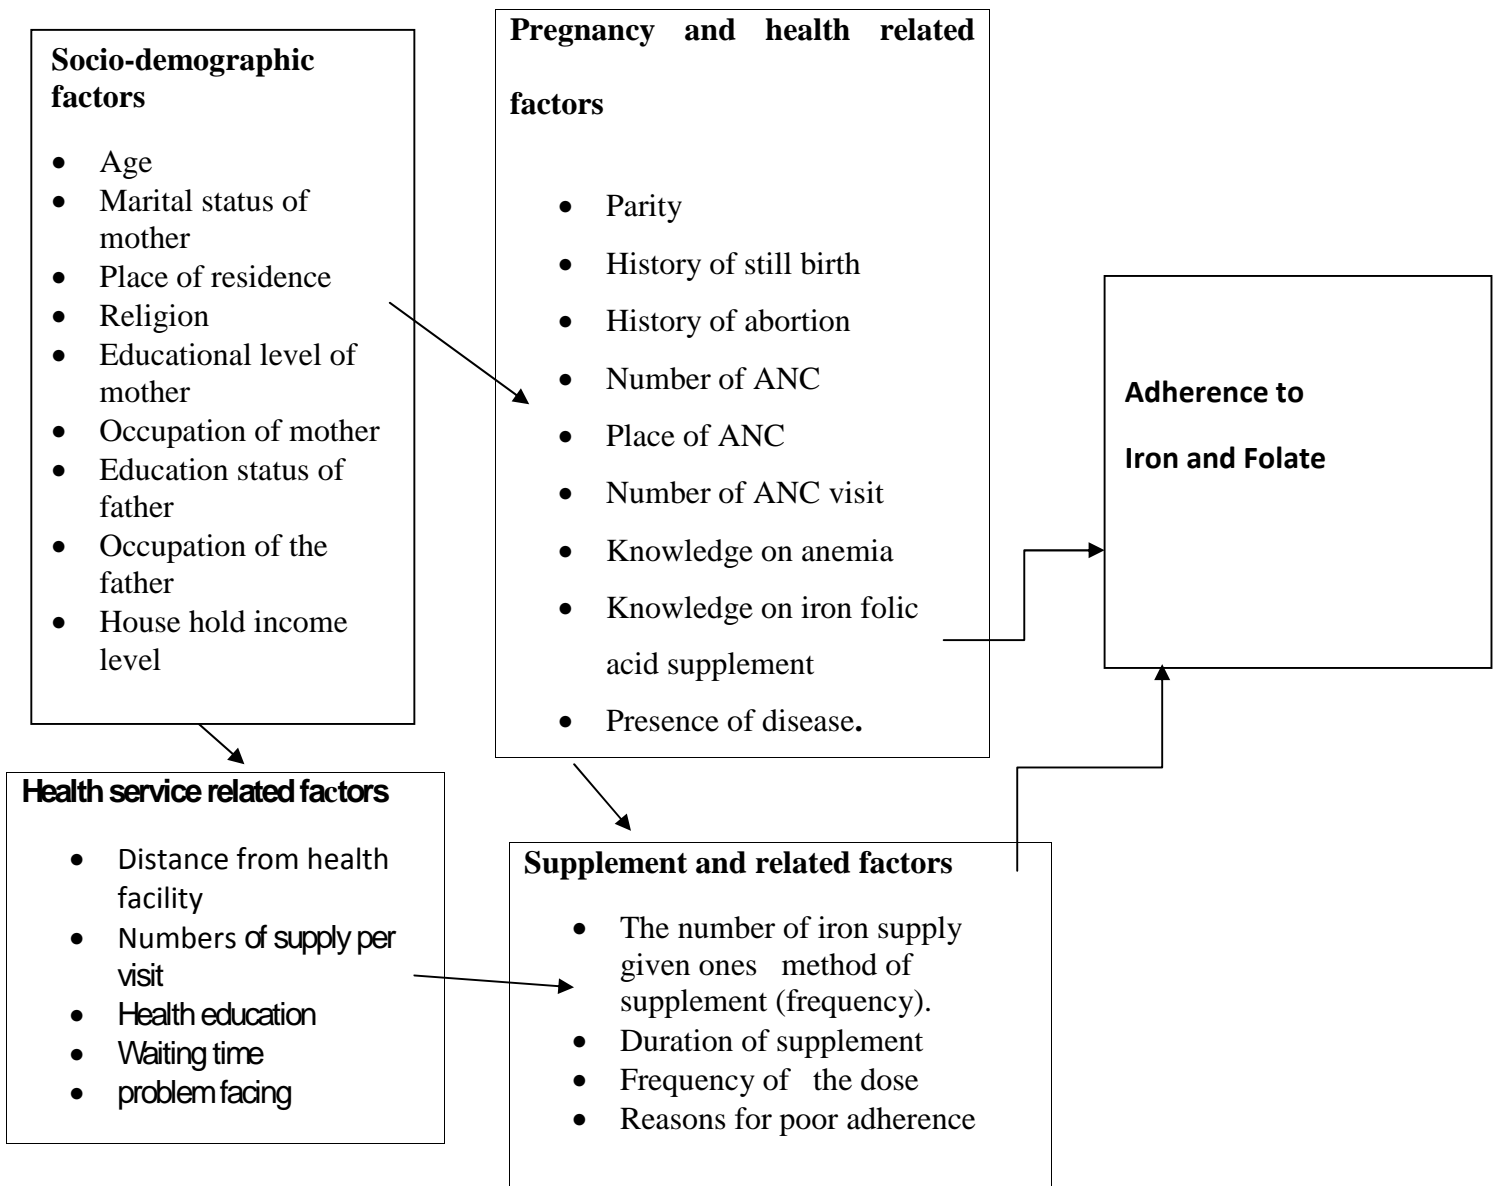 Socio-demographic
factors
• Age
• Marital status of
mother
• Place of residence
• Religion
• Educational level of
mother
• Occupation of mother
• Education status of
father
• Occupation of the
father
• House hold income
level
Pregnancy and health related
factors
• Parity
• History of still birth
• History of abortion
• Number of ANC
• Place of ANC
• Number of ANC visit
• Knowledge on anemia
• Knowledge on iron folic
acid supplement
• Presence of disease.
Adherence to
Iron and Folate
Health service related factors
• Distance from health
facility
• Numbers of supply per
visit
• Health education
• Waiting time
• problem facing
Supplement and related factors
• The number of iron supply
given ones method of
supplement (frequency).
• Duration of supplement
• Frequency of the dose
• Reasons for poor adherence